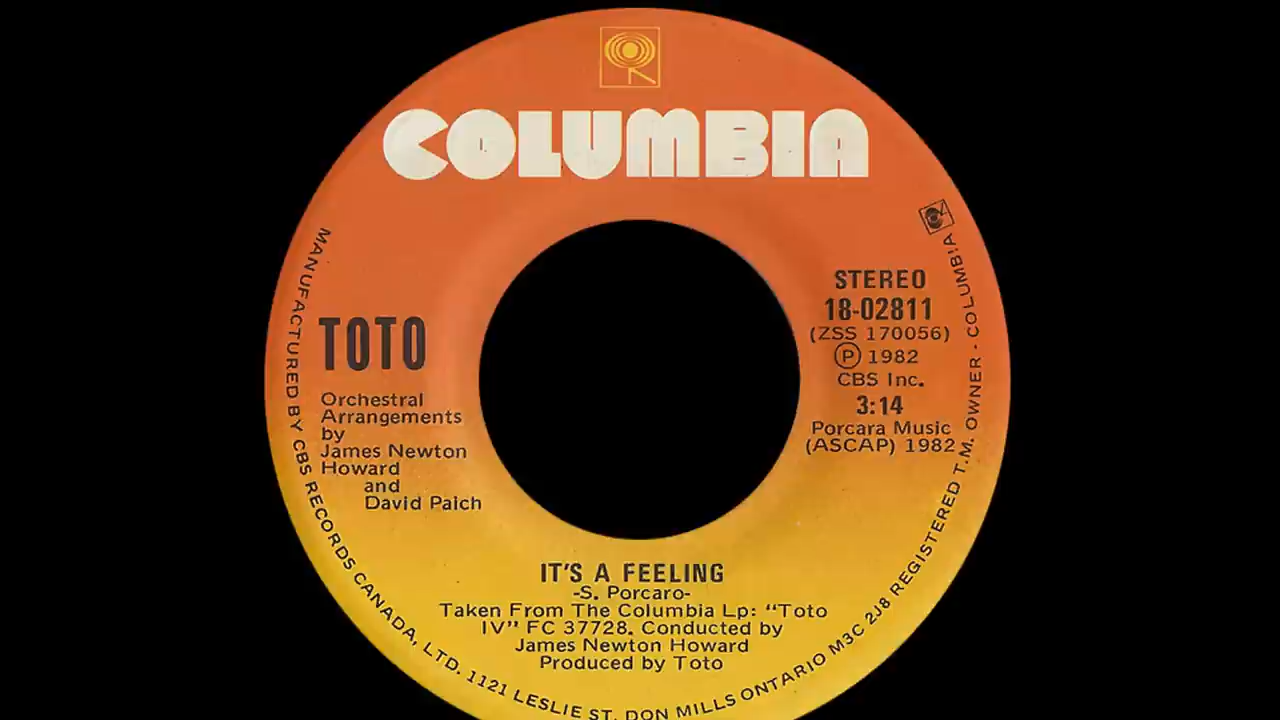 COLUMBIA
STEREO
18-02811
(ZSS 170056)
Ⓟ 1982
CBS Inc.
3:14
Porcara Music
(ASCAP) 1982
TOTO
Orchestral
Arrangements
by
James Newton
Howard
and
David Paich
IT'S A FEELING
-S. Porcaro-
Taken From The Columbia Lp: “Toto
IV” FC 37728. Conducted by
James Newton Howard
Produced by Toto
MANUFACTURED BY CBS RECORDS CANADA, LTD. 1121 LESLIE ST. DON MILLS ONTARIO M3C 2J8 REGISTERED T.M. OWNER - COLUMBIA